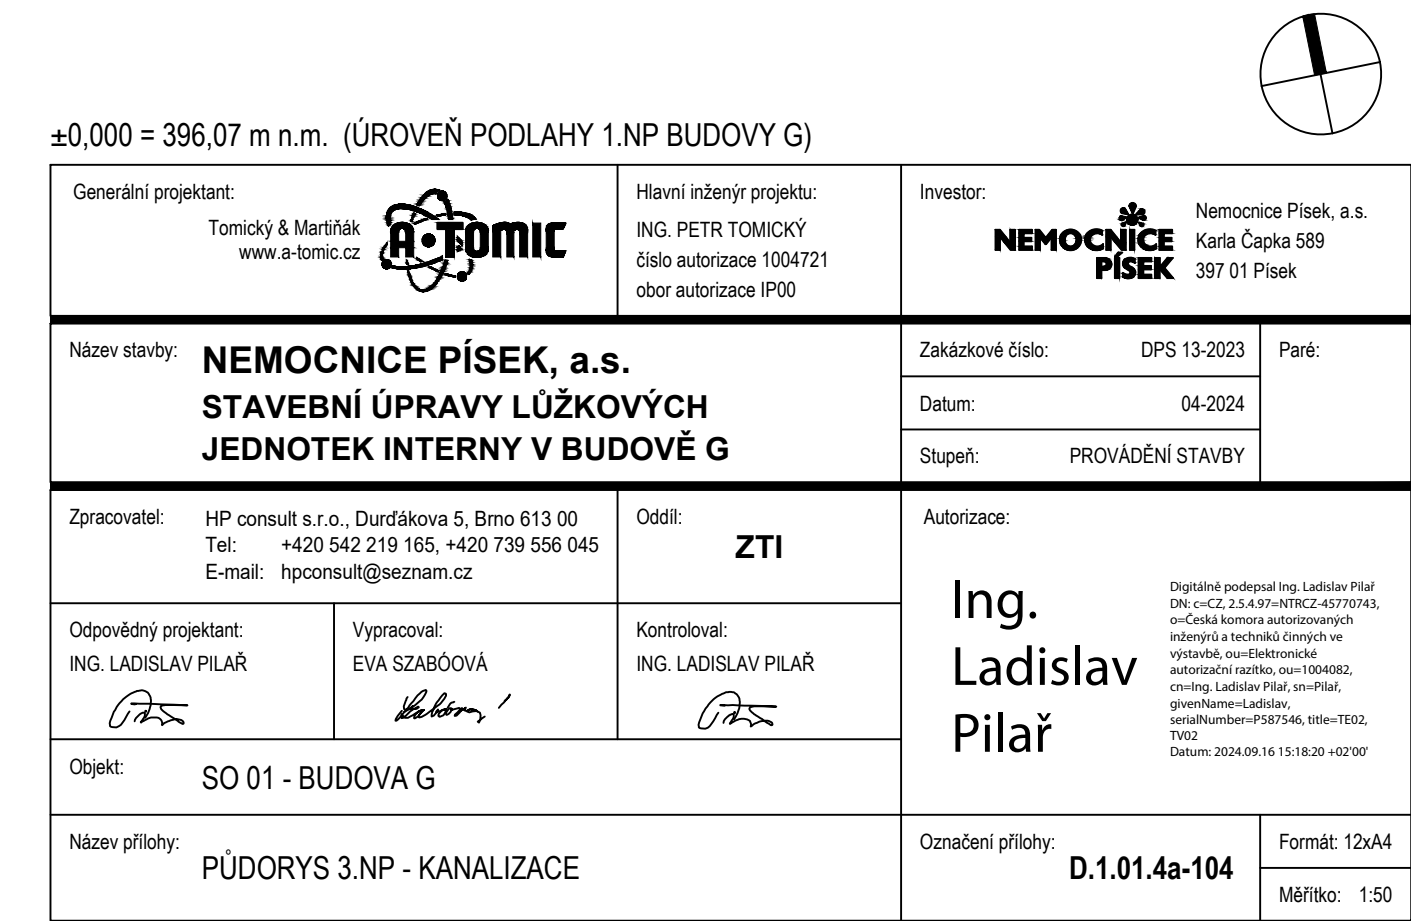 ±0,000 = 396,07 m n.m. (ÚROVEŇ PODLAHY 1.NP BUDOVY G)
Generální projektant:
Tomický & Martiňák
www.a-tomic.cz
A-TOMIC
Hlavní inženýr projektu:
ING. PETR TOMICKÝ
číslo autorizace 1004721
obor autorizace IP00
Investor:
NEMOCNICE
PÍSEK
Nemocnice Písek, a.s.
Karla Čapka 589
397 01 Písek
Název stavby:
NEMOCNICE PÍSEK, a.s.
STAVEBNÍ ÚPRAVY LŮŽKOVÝCH
JEDNOTEK INTERNY V BUDOVĚ G
Zakázkové číslo: DPS 13-2023
Datum: 04-2024
Stupeň: PROVÁDĚNÍ STAVBY
Paré:
Zpracovatel:
HP consult s.r.o., Durďákova 5, Brno 613 00
Tel: +420 542 219 165, +420 739 556 045
E-mail: hpconsult@seznam.cz
Oddíl:
ZTI
Autorizace:
Ing.
Ladislav
Pilař
Digitálně podepsal Ing. Ladislav Pilař
DN: c=CZ, 2.5.4.97=NTRCZ-45770743,
o=Česká komora autorizovaných
inženýrů a techniků činných ve
výstavbě, ou=Elektronické
autorizační razítko, ou=1004082,
cn=Ing. Ladislav Pilař, sn=Pilař,
givenName=Ladislav,
serialNumber=P587546, title=TE02,
TV02
Datum: 2024.09.16 15:18:20 +02'00'
Odpovědný projektant:
ING. LADISLAV PILAŘ
Vypracoval:
EVA SZABÓOVÁ
Kontroloval:
ING. LADISLAV PILAŘ
Objekt:
SO 01 - BUDOVA G
Název přílohy:
PŮDORYS 3.NP - KANALIZACE
Označení přílohy:
D.1.01.4a-104
Formát: 12xA4
Měřítko: 1:50